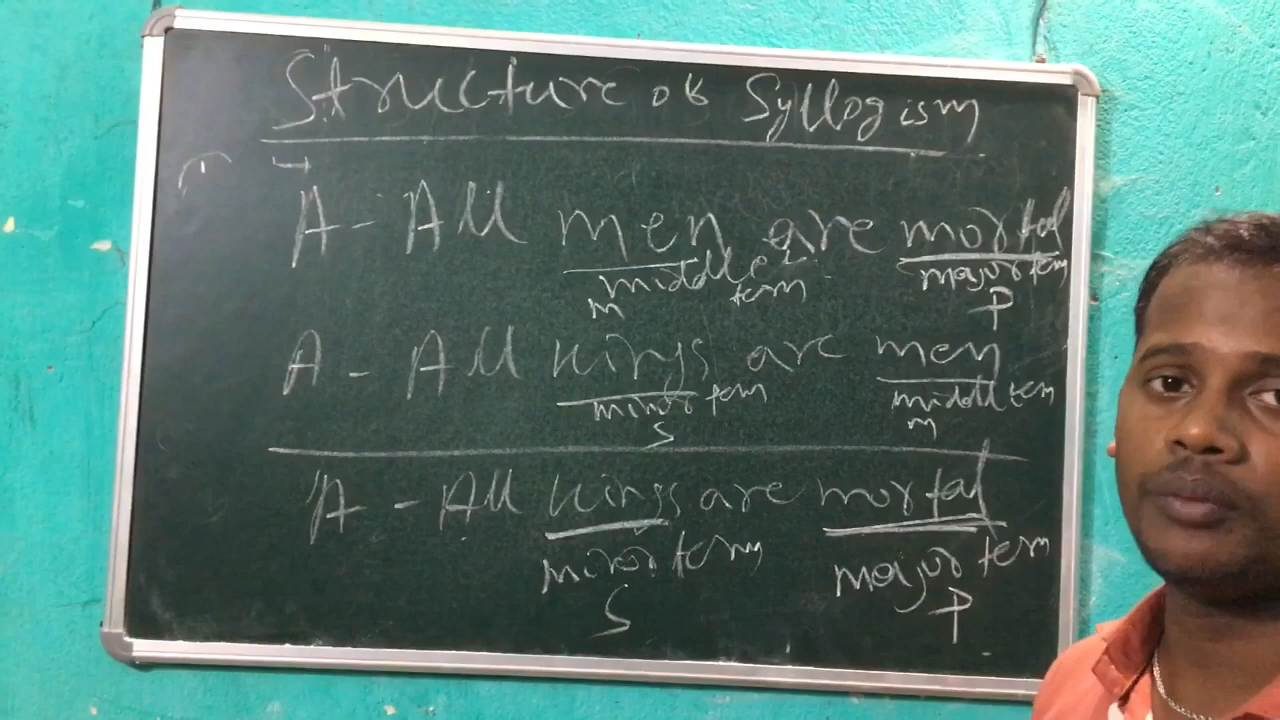 Structure of Syllogism
A - All men are mortal
middle term major term
M P
A - All kings are men
minor term middle term
S M
A - All kings are mortal
minor term major term
S P